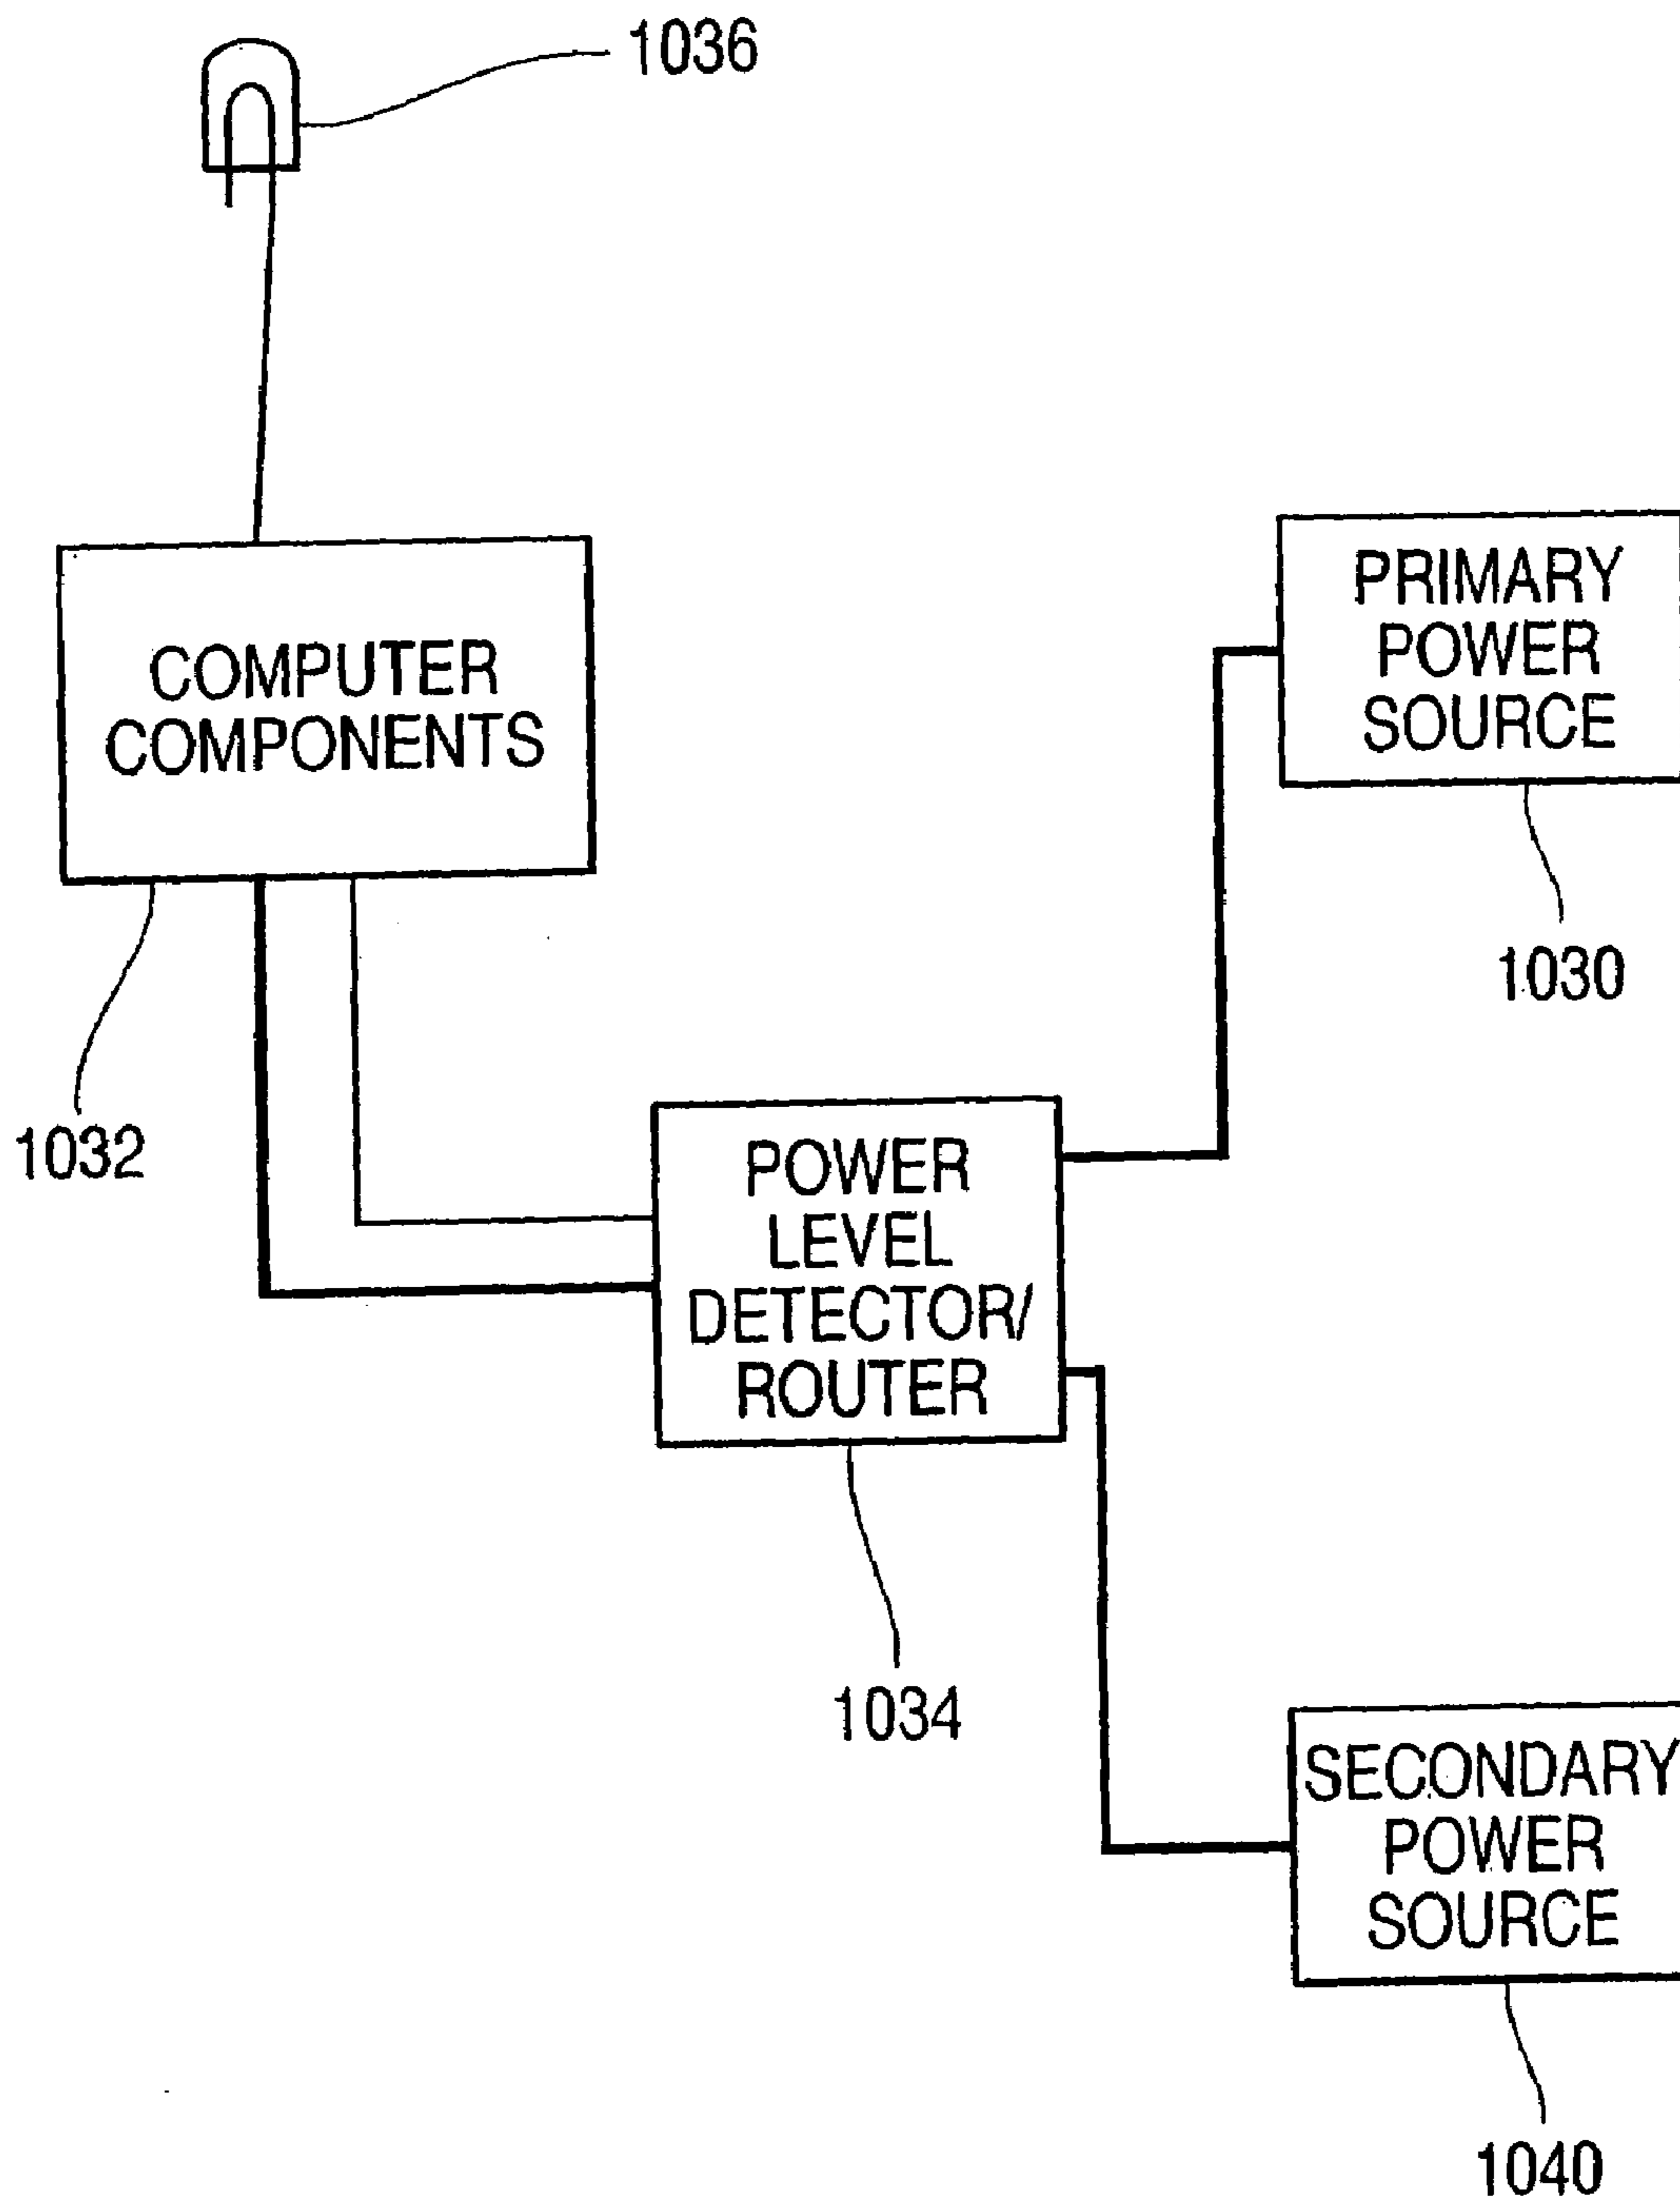 1036
COMPUTER
COMPONENTS
PRIMARY
POWER
SOURCE
1030
1032
POWER
LEVEL
DETECTOR/
ROUTER
1034
SECONDARY
POWER
SOURCE
1040